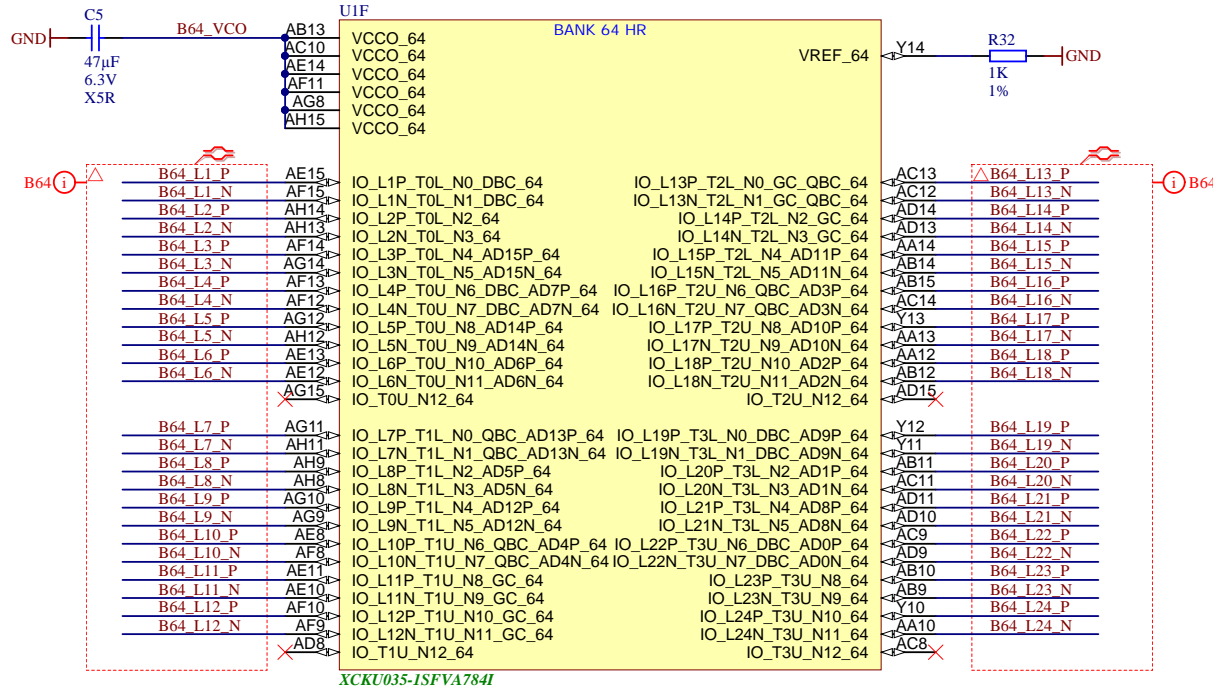 C5
GND
47µF
6.3V
X5R
B64_VCO
U1F
BANK 64 HR
AB13 VCCO_64
AC10 VCCO_64
AE14 VCCO_64
AF11 VCCO_64
AG8 VCCO_64
AH15 VCCO_64
VREF_64 Y14
R32
1K
1%
GND
B64 i
B64_L1_P AE15 IO_L1P_T0L_N0_DBC_64
B64_L1_N AF15 IO_L1N_T0L_N1_DBC_64
B64_L2_P AH14 IO_L2P_T0L_N2_64
B64_L2_N AH13 IO_L2N_T0L_N3_64
B64_L3_P AF14 IO_L3P_T0L_N4_AD15P_64
B64_L3_N AG14 IO_L3N_T0L_N5_AD15N_64
B64_L4_P AF13 IO_L4P_T0U_N6_DBC_AD7P_64
B64_L4_N AF12 IO_L4N_T0U_N7_DBC_AD7N_64
B64_L5_P AG12 IO_L5P_T0U_N8_AD14P_64
B64_L5_N AH12 IO_L5N_T0U_N9_AD14N_64
B64_L6_P AE13 IO_L6P_T0U_N10_AD6P_64
B64_L6_N AE12 IO_L6N_T0U_N11_AD6N_64
AG15 IO_T0U_N12_64
B64_L7_P AG11 IO_L7P_T1L_N0_QBC_AD13P_64
B64_L7_N AH11 IO_L7N_T1L_N1_QBC_AD13N_64
B64_L8_P AH9 IO_L8P_T1L_N2_AD5P_64
B64_L8_N AH8 IO_L8N_T1L_N3_AD5N_64
B64_L9_P AG10 IO_L9P_T1L_N4_AD12P_64
B64_L9_N AG9 IO_L9N_T1L_N5_AD12N_64
B64_L10_P AE8 IO_L10P_T1U_N6_QBC_AD4P_64
B64_L10_N AF8 IO_L10N_T1U_N7_QBC_AD4N_64
B64_L11_P AE11 IO_L11P_T1U_N8_GC_64
B64_L11_N AE10 IO_L11N_T1U_N9_GC_64
B64_L12_P AF10 IO_L12P_T1U_N10_GC_64
B64_L12_N AF9 IO_L12N_T1U_N11_GC_64
AD8 IO_T1U_N12_64
IO_L13P_T2L_N0_GC_QBC_64 AC13 B64_L13_P
IO_L13N_T2L_N1_GC_QBC_64 AC12 B64_L13_N
IO_L14P_T2L_N2_GC_64 AD14 B64_L14_P
IO_L14N_T2L_N3_GC_64 AD13 B64_L14_N
IO_L15P_T2L_N4_AD11P_64 AA14 B64_L15_P
IO_L15N_T2L_N5_AD11N_64 AB14 B64_L15_N
IO_L16P_T2U_N6_QBC_AD3P_64 AB15 B64_L16_P
IO_L16N_T2U_N7_QBC_AD3N_64 AC14 B64_L16_N
IO_L17P_T2U_N8_AD10P_64 Y13 B64_L17_P
IO_L17N_T2U_N9_AD10N_64 AA13 B64_L17_N
IO_L18P_T2U_N10_AD2P_64 AA12 B64_L18_P
IO_L18N_T2U_N11_AD2N_64 AB12 B64_L18_N
IO_T2U_N12_64 AD15
IO_L19P_T3L_N0_DBC_AD9P_64 Y12 B64_L19_P
IO_L19N_T3L_N1_DBC_AD9N_64 Y11 B64_L19_N
IO_L20P_T3L_N2_AD1P_64 AB11 B64_L20_P
IO_L20N_T3L_N3_AD1N_64 AC11 B64_L20_N
IO_L21P_T3L_N4_AD8P_64 AD11 B64_L21_P
IO_L21N_T3L_N5_AD8N_64 AD10 B64_L21_N
IO_L22P_T3U_N6_DBC_AD0P_64 AC9 B64_L22_P
IO_L22N_T3U_N7_DBC_AD0N_64 AD9 B64_L22_N
IO_L23P_T3U_N8_64 AB10 B64_L23_P
IO_L23N_T3U_N9_64 AB9 B64_L23_N
IO_L24P_T3U_N10_64 Y10 B64_L24_P
IO_L24N_T3U_N11_64 AA10 B64_L24_N
IO_T3U_N12_64 AC8
i B64
XCKU035-1SFVA784I